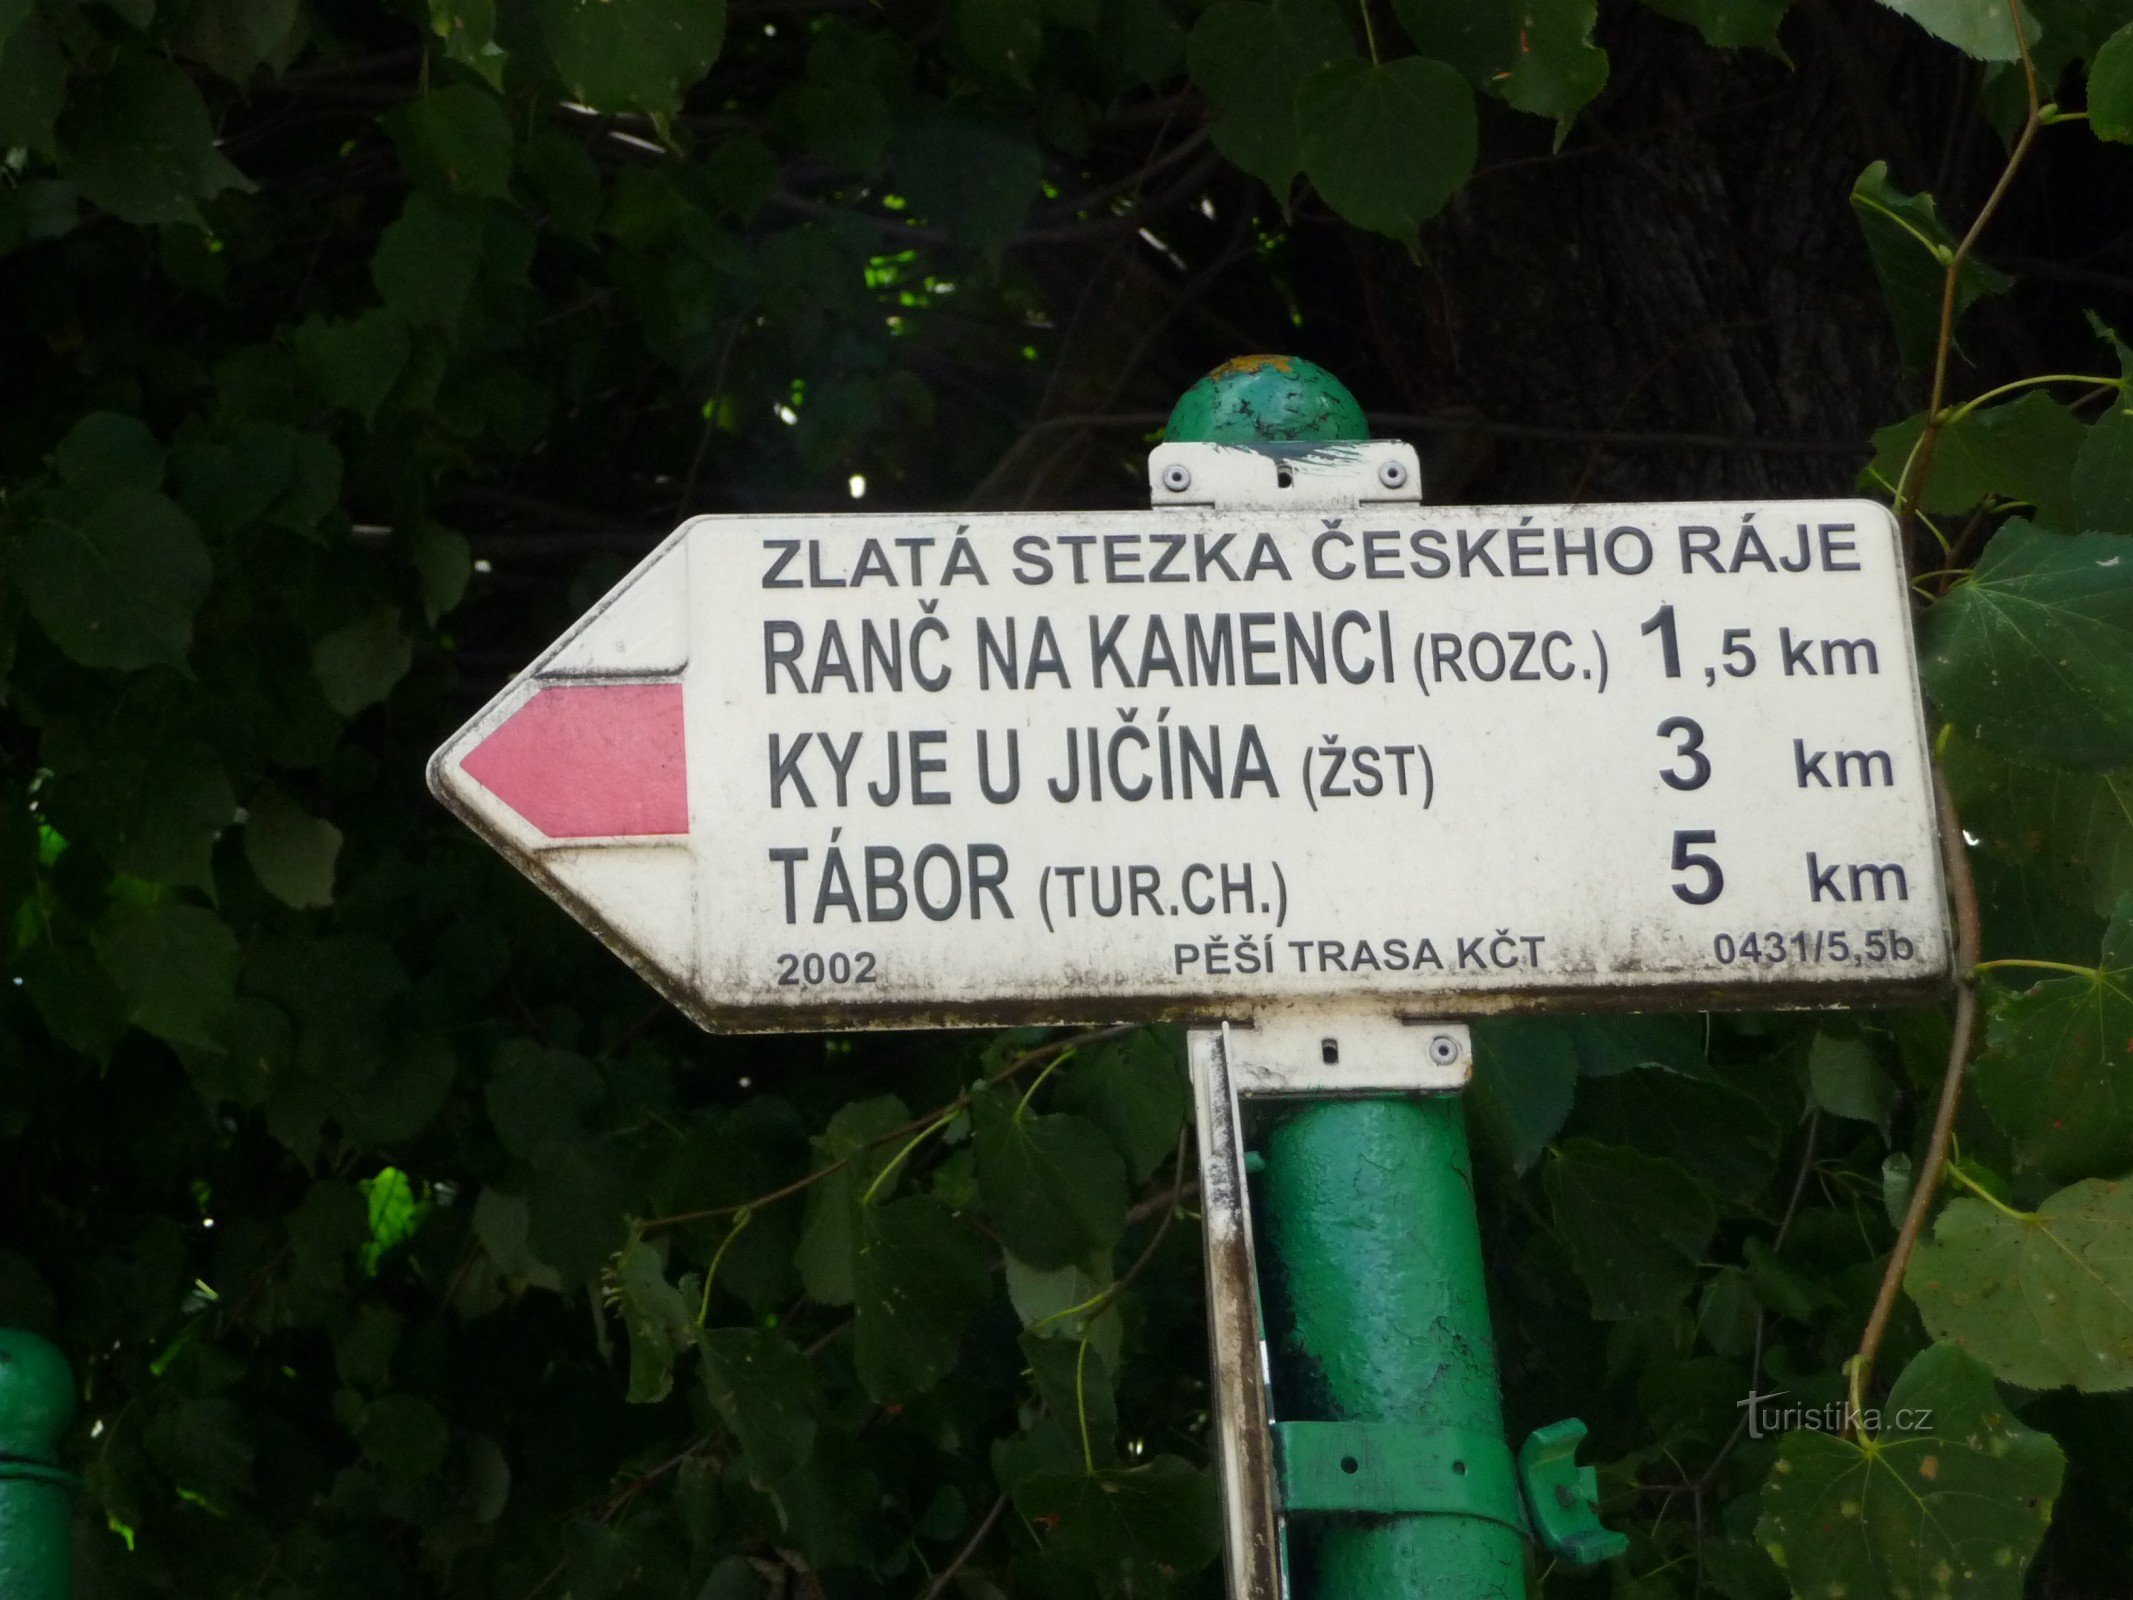 ZLATÁ STEZKA ČESKÉHO RÁJE
RANČ NA KAMENCI (ROZC.) 1,5 km
KYJE U JIČÍNA (ŽST) 3 km
TÁBOR (TUR.CH.) 5 km
2002 PĚŠÍ TRASA KČT 0431/5,5b
Turistika.cz